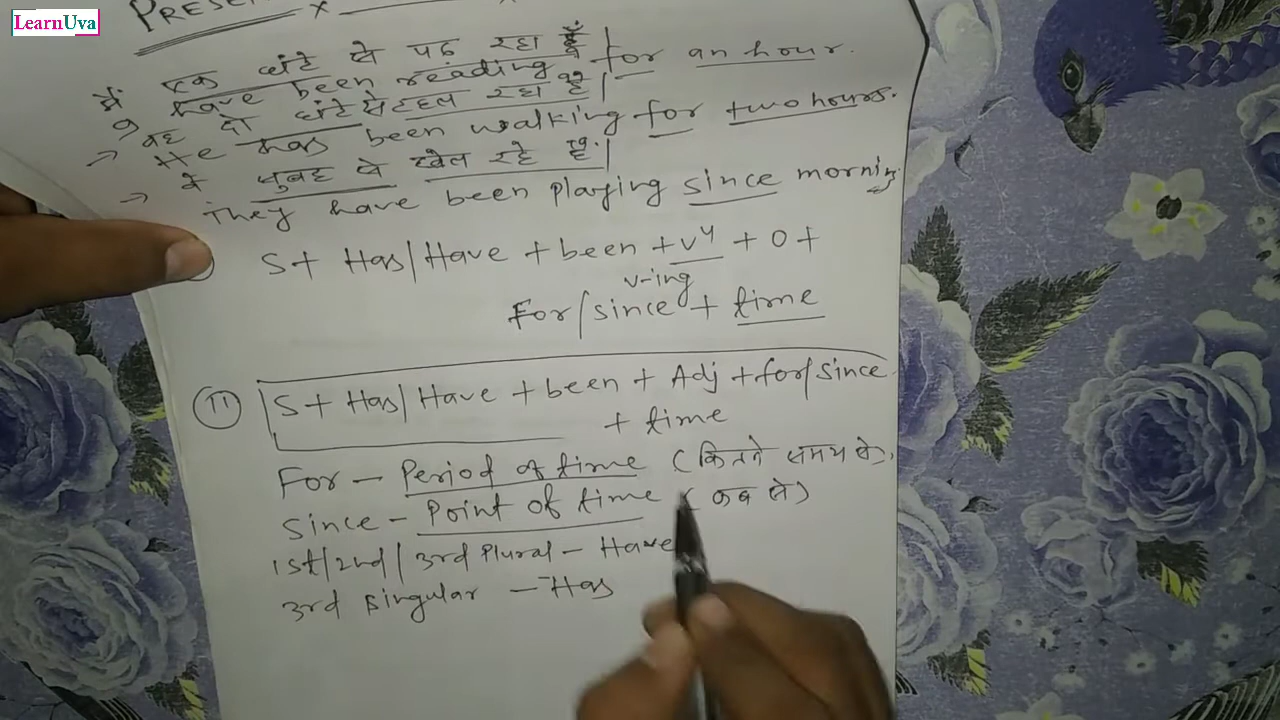 LearnUva
PRESEN
मैं एक घंटे से पढ़ रहा हूँ|
I have been reading for an hour.
वह दो घंटे से टहल रहा है|
→ He has been walking for two hours.
→ वे सुबह से खेल रहे हैं|
They have been playing since morning.
S + Has/Have + been + v4 + O +
v-ing
For/since + time
II S + Has/Have + been + Adj + for/since
+ time
For - Period of time (कितने समय से)
Since - Point of time (कब से)
1st/2nd/3rd Plural - Have
3rd Singular - Has